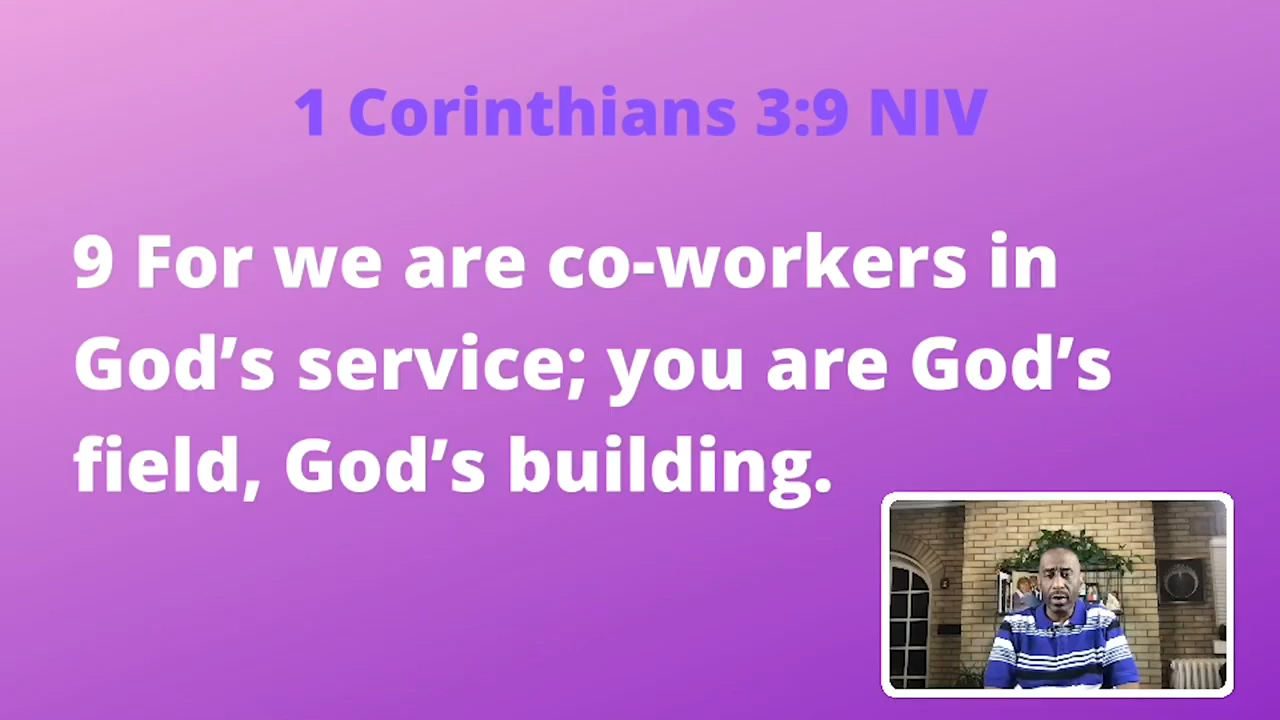 1 Corinthians 3:9 NIV
9 For we are co-workers in
God’s service; you are God’s
field, God’s building.